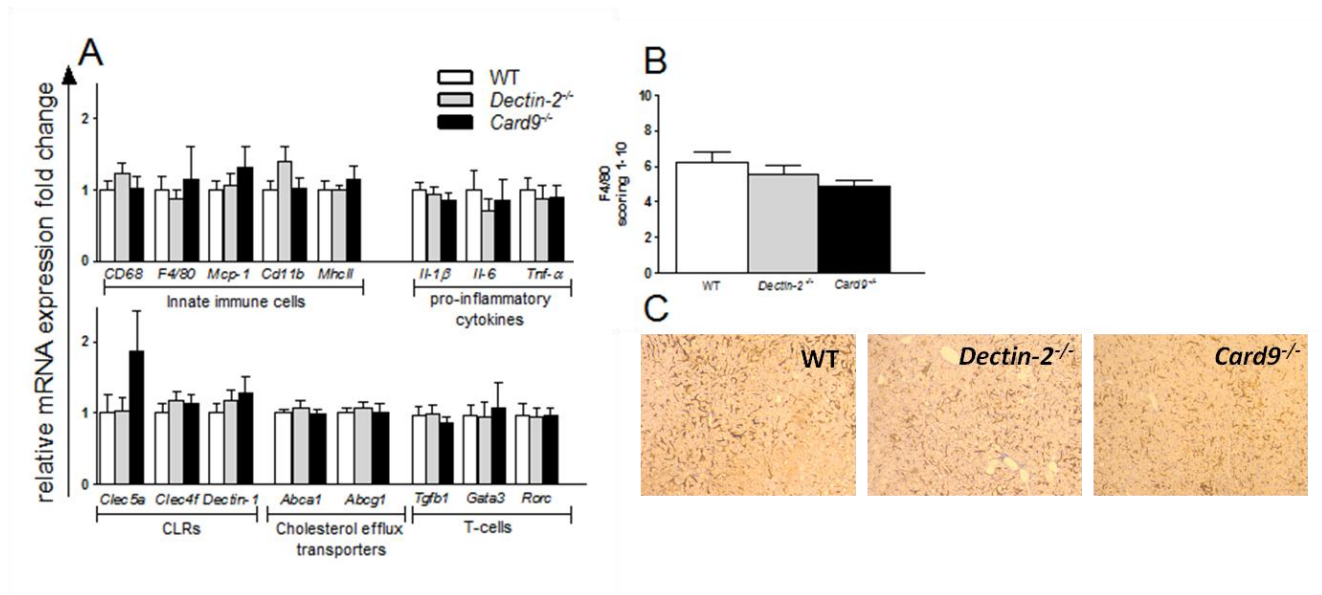 A
relative mRNA expression fold change
WT
Dectin-2-/-
Card9-/-
2
1
0
CD68 F4/80 Mcp-1 Cd11b MhcII
Innate immune cells
Il-1β Il-6 Tnf-α
pro-inflammatory
cytokines
2
1
0
Clec5a Clec4f Dectin-1 Abca1 Abcg1 Tgfb1 Gata3 Rorc
CLRs
Cholesterol efflux
transporters
T-cells
B
F4/80
scoring 1-10
10
8
6
4
2
0
WT Dectin-2-/- Card9-/-
C
WT
Dectin-2-/-
Card9-/-